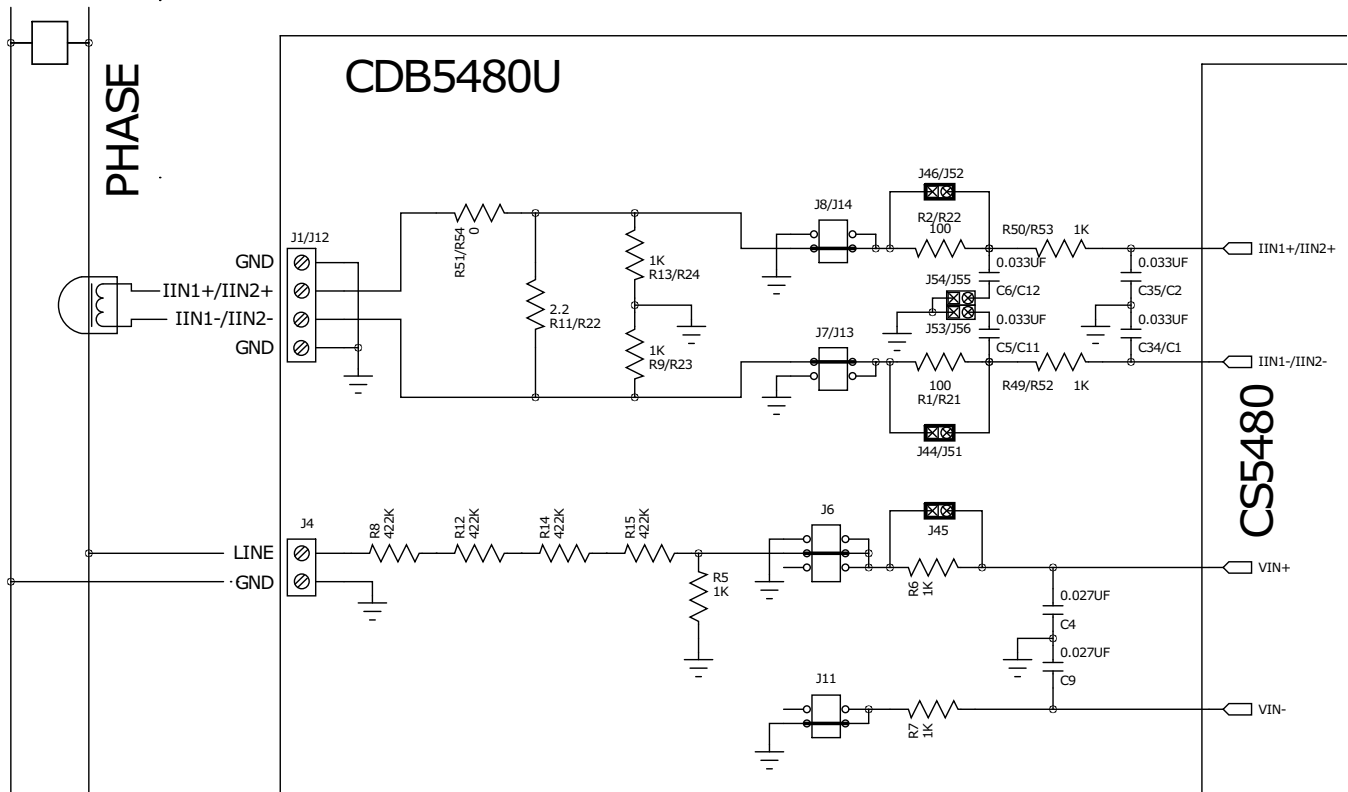 CDB5480U
PHASE
J46/J52
J8/J14
R2/R22
100
R50/R53 1K
J1/J12
R51/R54
0
GND
IIN1+/IIN2+
IIN1-/IIN2-
GND
1K
R13/R24
2.2
R11/R22
1K
R9/R23
0.033UF
C6/C12
J54/J55
J53/J56
0.033UF
C5/C11
0.033UF
C35/C2
0.033UF
C34/C1
IIN1+/IIN2+
IIN1-/IIN2-
J7/J13
100
R1/R21
R49/R52 1K
J44/J51
CS5480
J4
LINE
GND
R8
422K
R12
422K
R14
422K
R15
422K
R5
1K
J6
J45
R6
1K
VIN+
0.027UF
C4
0.027UF
C9
J11
R7
1K
VIN-